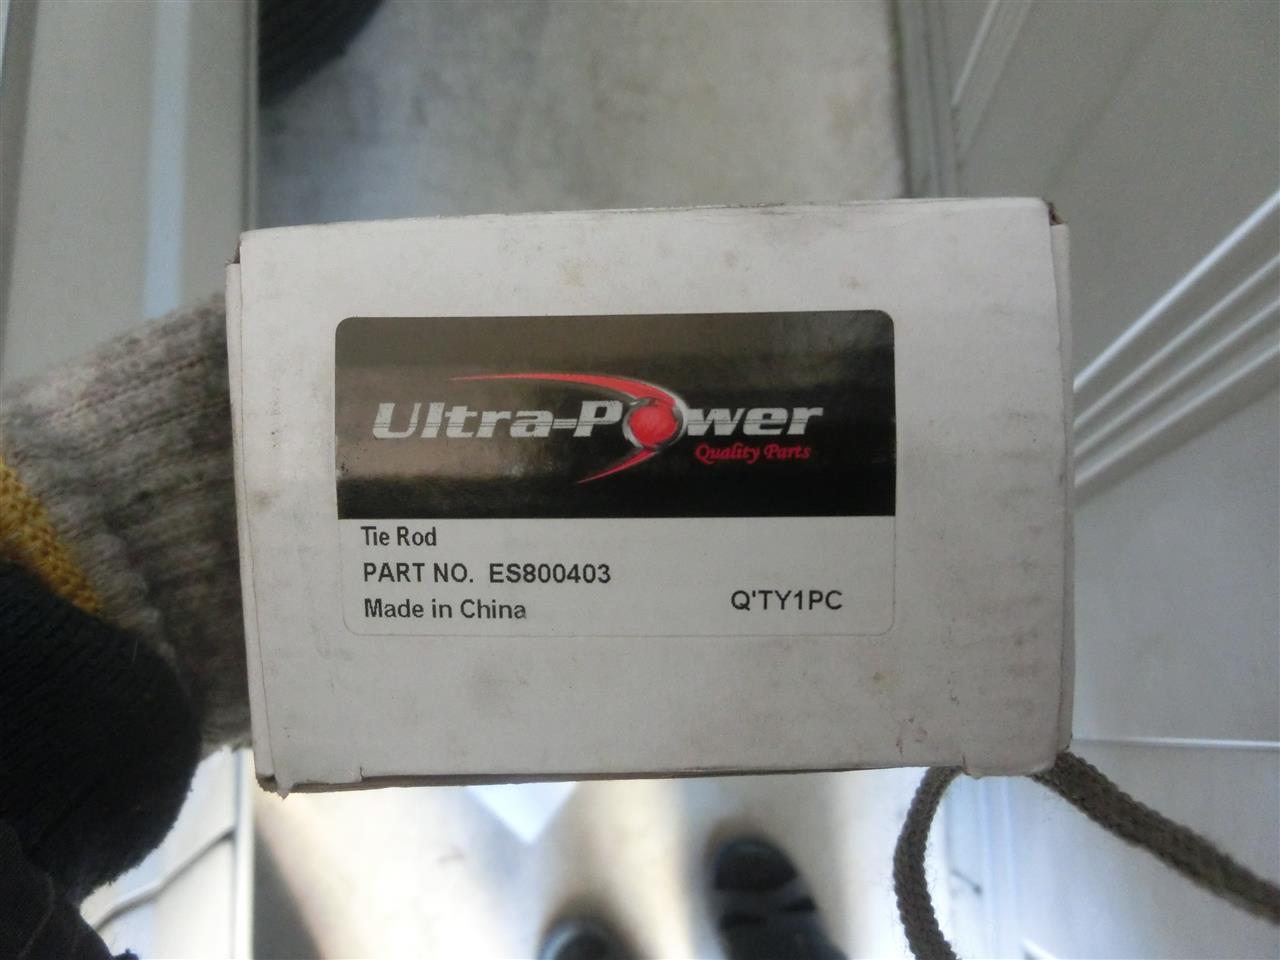 Ultra-Power
Quality Parts
Tie Rod
PART NO. ES800403
Made in China
Q'TY1PC